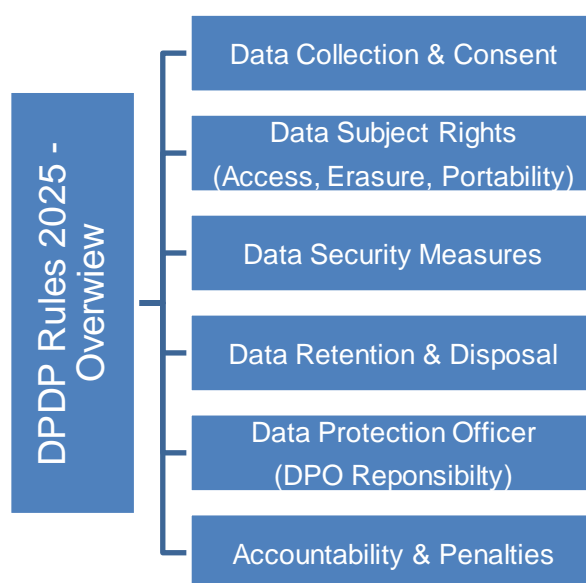 DPDP Rules 2025 -
Overwiew
Data Collection & Consent
Data Subject Rights
(Access, Erasure, Portability)
Data Security Measures
Data Retention & Disposal
Data Protection Officer
(DPO Reponsibilty)
Accountability & Penalties